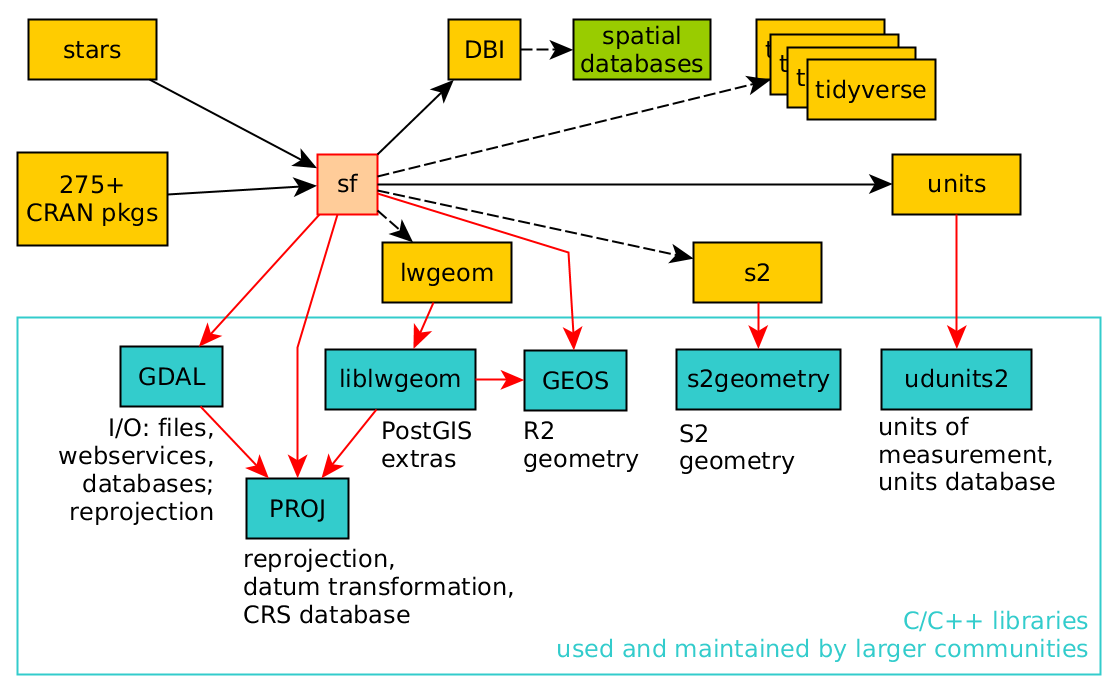 stars
DBI
spatial
databases
t
t
t
tidyverse
275+
CRAN pkgs
sf
units
lwgeom
s2
GDAL
liblwgeom
GEOS
s2geometry
udunits2
I/O: files,
webservices,
databases;
reprojection
PostGIS
extras
R2
geometry
S2
geometry
units of
measurement,
units database
PROJ
reprojection,
datum transformation,
CRS database
C/C++ libraries
used and maintained by larger communities